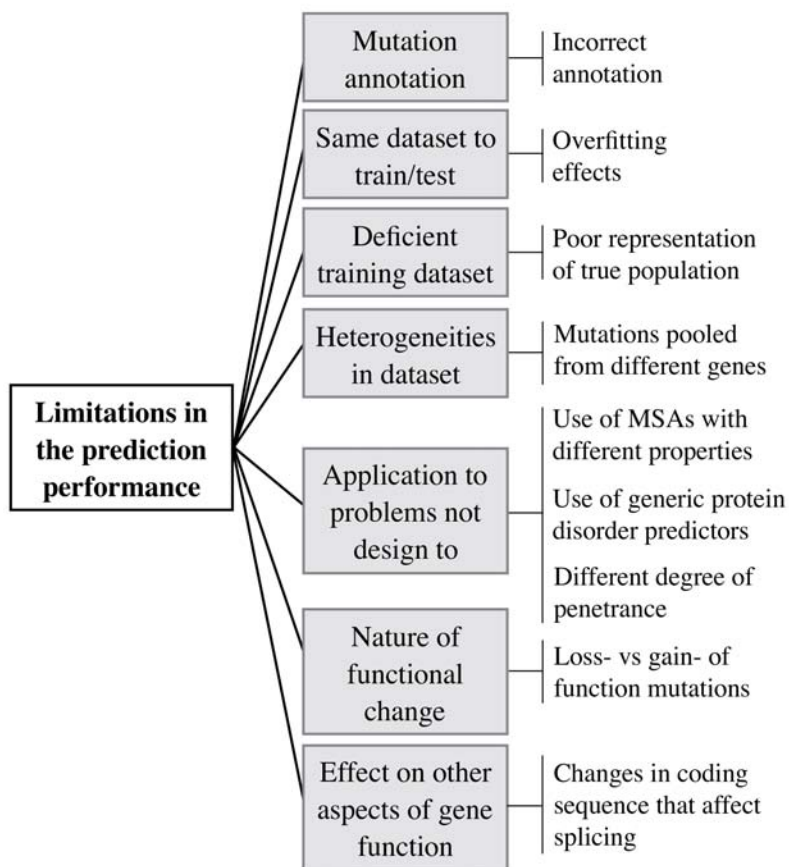 Limitations in
the prediction
performance
Mutation
annotation
Incorrect
annotation
Same dataset to
train/test
Overfitting
effects
Deficient
training dataset
Poor representation
of true population
Heterogeneities
in dataset
Mutations pooled
from different genes
Application to
problems not
design to
Use of MSAs with
different properties
Use of generic protein
disorder predictors
Different degree of
penetrance
Nature of
functional
change
Loss- vs gain- of
function mutations
Effect on other
aspects of gene
function
Changes in coding
sequence that affect
splicing